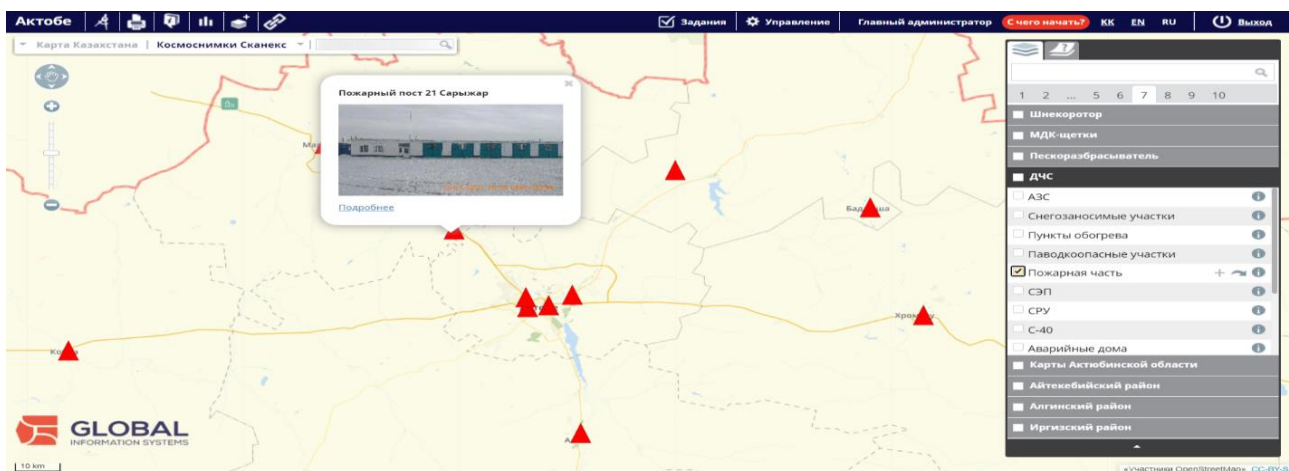 Актобе
Задания
Управление
Главный администратор
С чего начать?
KK
EN
RU
Выход
Карта Казахстана | Космоснимки Сканекс
Пожарный пост 21 Сарыжар
Подробнее
1 2 ... 5 6 7 8 9 10
Шнекоротор
МДК-щетки
Пескоразбрасыватель
ДЧС
АЗС
Снегозаносимые участки
Пункты обогрева
Паводкоопасные участки
Пожарная часть
СЭП
СРУ
С-40
Аварийные дома
Карты Актюбинской области
Айтекебийский район
Алгинский район
Иргизский район
GLOBAL
INFORMATION SYSTEMS
10 km
«Участники OpenStreetMap» CC-BY-S